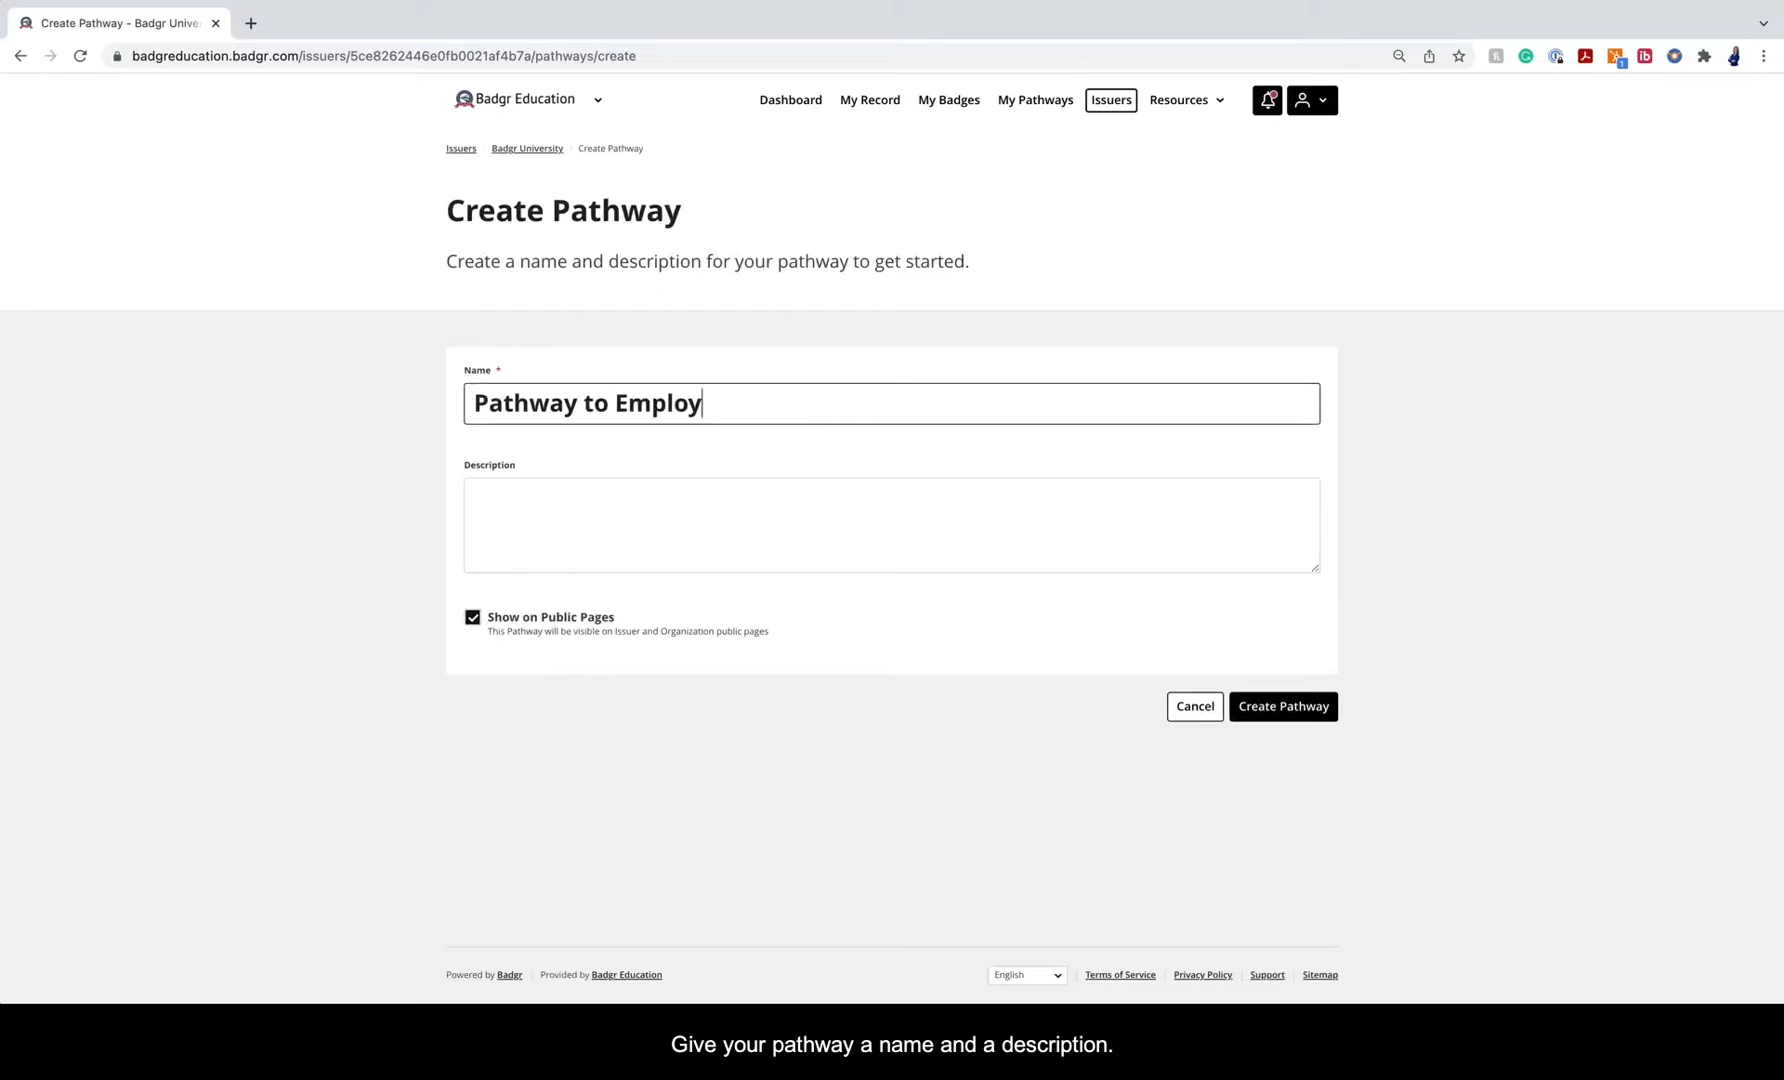 Create Pathway - Badgr Unive
badgreducation.badgr.com/issuers/5ce8262446e0fb0021af4b7a/pathways/create
1
Badgr Education
Dashboard My Record My Badges My Pathways Issuers Resources
Issuers Badgr University / Create Pathway
Create Pathway
Create a name and description for your pathway to get started.
Name *
Pathway to Employ
Description
Show on Public Pages
This Pathway will be visible on Issuer and Organization public pages
Cancel Create Pathway
Powered by Badgr Provided by Badgr Education English Terms of Service Privacy Policy Support Sitemap
Give your pathway a name and a description.